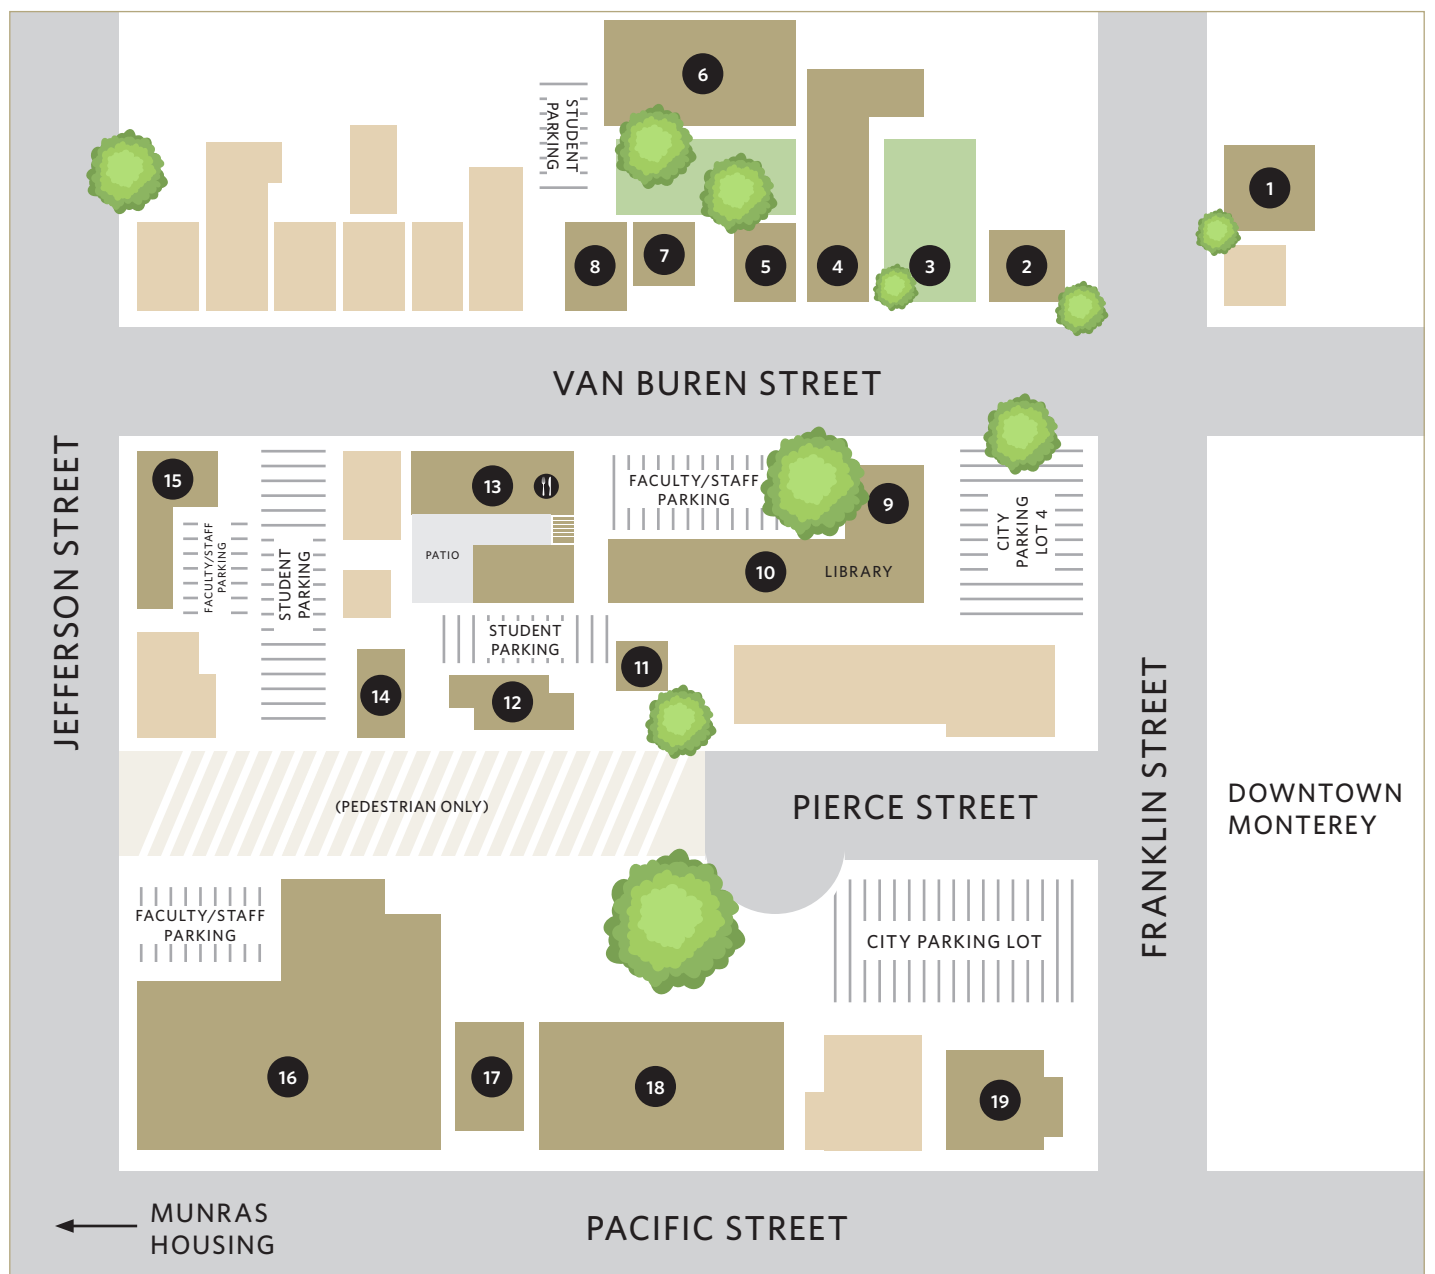 6
STUDENT
PARKING
1
8
7
5
4
3
2
VAN BUREN STREET
JEFFERSON STREET
15
FACULTY/STAFF
PARKING
STUDENT
PARKING
13
PATIO
FACULTY/STAFF
PARKING
9
10
LIBRARY
CITY
PARKING
LOT 4
STUDENT
PARKING
11
14
12
(PEDESTRIAN ONLY)
PIERCE STREET
FRANKLIN STREET
DOWNTOWN
MONTEREY
FACULTY/STAFF
PARKING
CITY PARKING LOT
16
17
18
19
MUNRAS
HOUSING
PACIFIC STREET